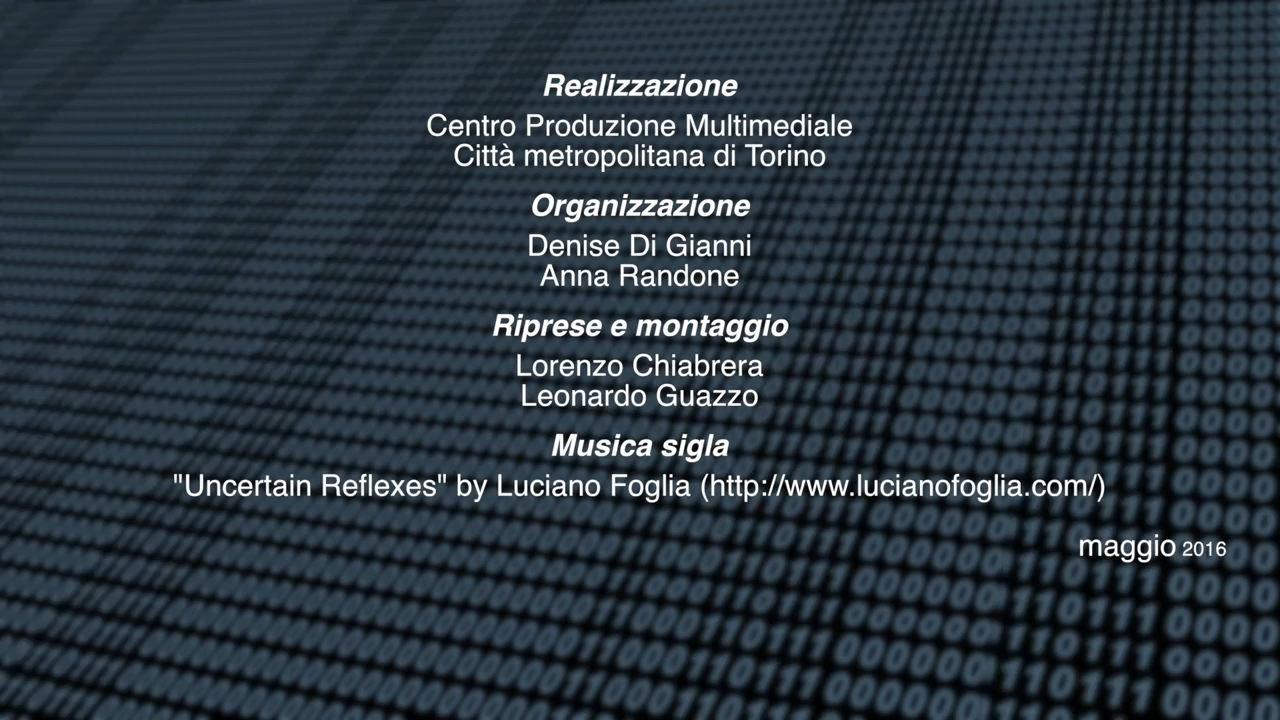 Realizzazione
Centro Produzione Multimediale
Città metropolitana di Torino
Organizzazione
Denise Di Gianni
Anna Randone
Riprese e montaggio
Lorenzo Chiabrera
Leonardo Guazzo
Musica sigla
"Uncertain Reflexes" by Luciano Foglia (http://www.lucianofoglia.com/)
maggio 2016